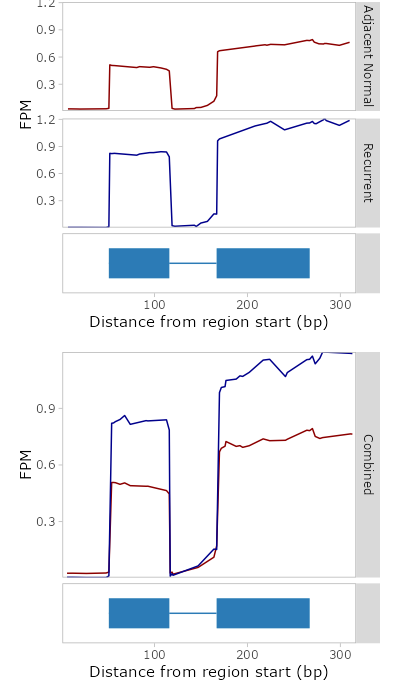 1.2
0.9
0.6
0.3
Adjacent Normal
FPM
1.2
0.9
0.6
0.3
Recurrent
100
200
300
Distance from region start (bp)
0.9
0.6
0.3
FPM
Combined
100
200
300
Distance from region start (bp)